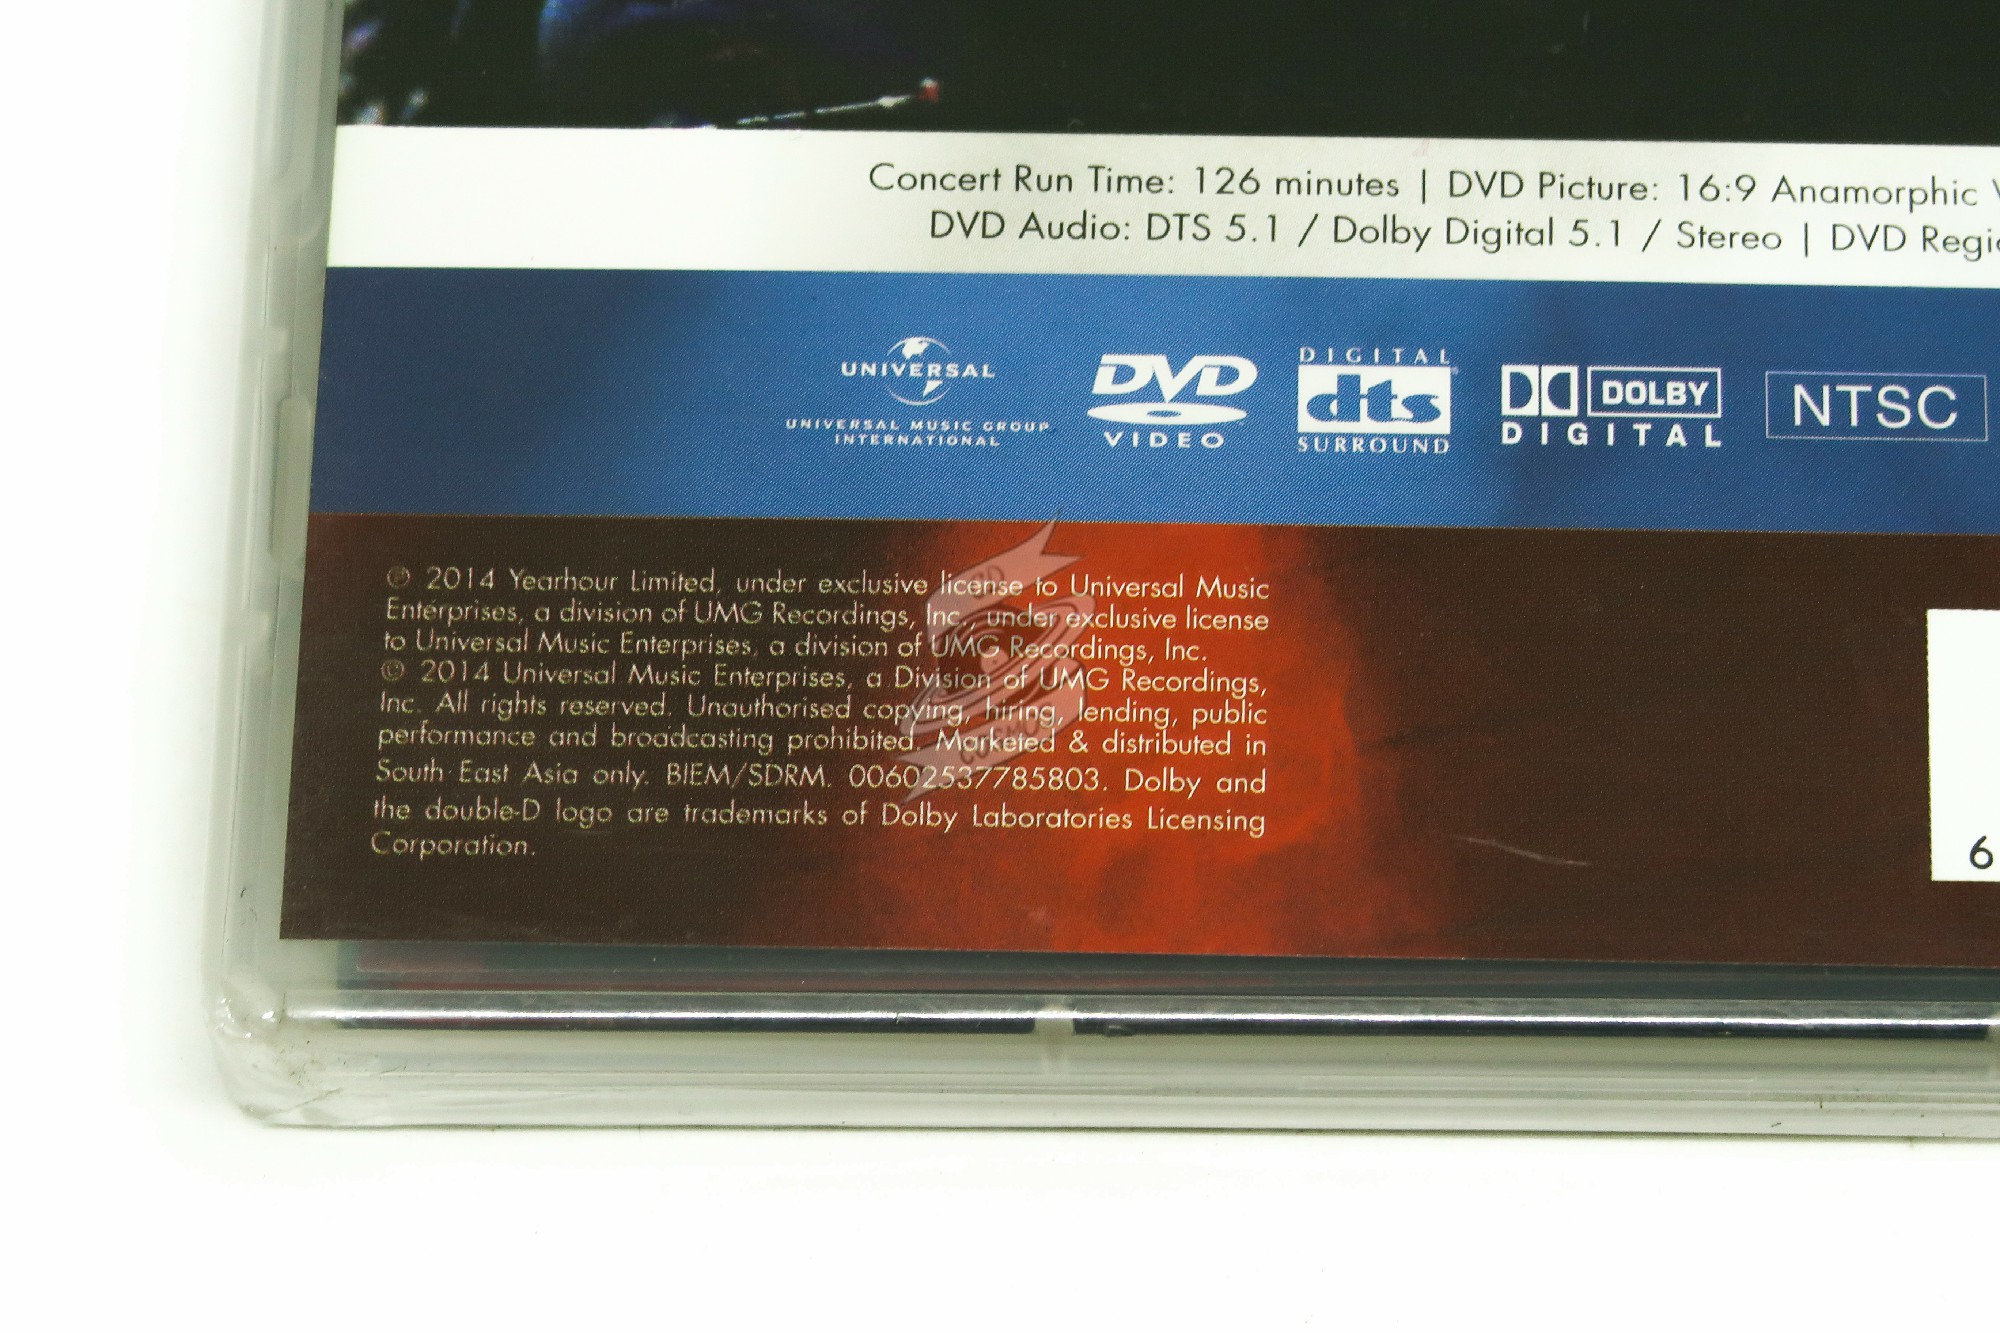 Concert Run Time: 126 minutes | DVD Picture: 16:9 Anamorphic
DVD Audio: DTS 5.1 / Dolby Digital 5.1 / Stereo | DVD
UNIVERSAL
UNIVERSAL MUSIC GROUP
INTERNATIONAL
DVD
VIDEO
DIGITAL
dts
SURROUND
DOLBY
DIGITAL
NTSC
℗ 2014 Yearhour Limited, under exclusive license to Universal Music
Enterprises, a division of UMG Recordings, Inc., under exclusive license
to Universal Music Enterprises, a division of UMG Recordings, Inc.
© 2014 Universal Music Enterprises, a Division of UMG Recordings,
Inc. All rights reserved. Unauthorised copying, hiring, lending, public
performance and broadcasting prohibited. Marketed & distributed in
South East Asia only. BIEM/SDRM. 00602537785803. Dolby and
the double-D logo are trademarks of Dolby Laboratories Licensing
Corporation.
6